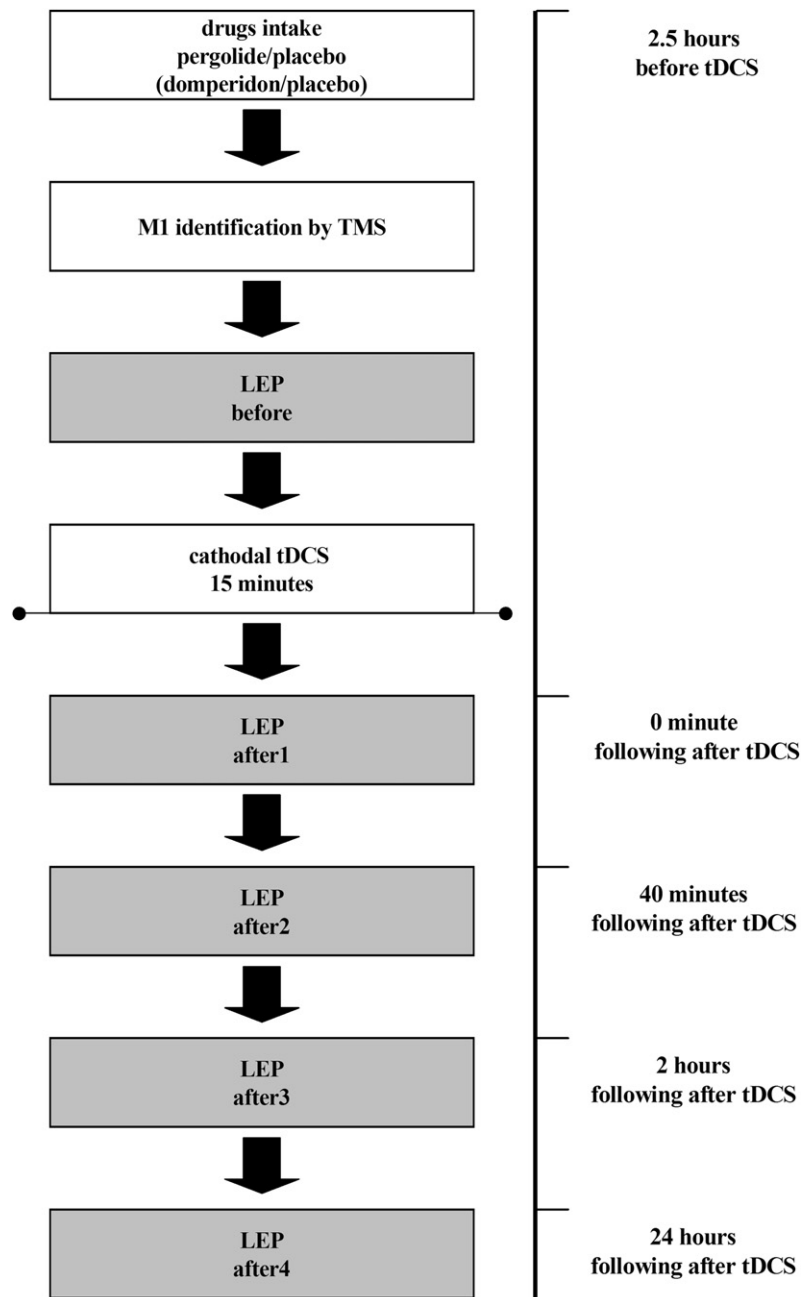 drugs intake
pergolide/placebo
(domperidon/placebo)
2.5 hours
before tDCS
M1 identification by TMS
LEP
before
cathodal tDCS
15 minutes
LEP
after1
0 minute
following after tDCS
LEP
after2
40 minutes
following after tDCS
LEP
after3
2 hours
following after tDCS
LEP
after4
24 hours
following after tDCS